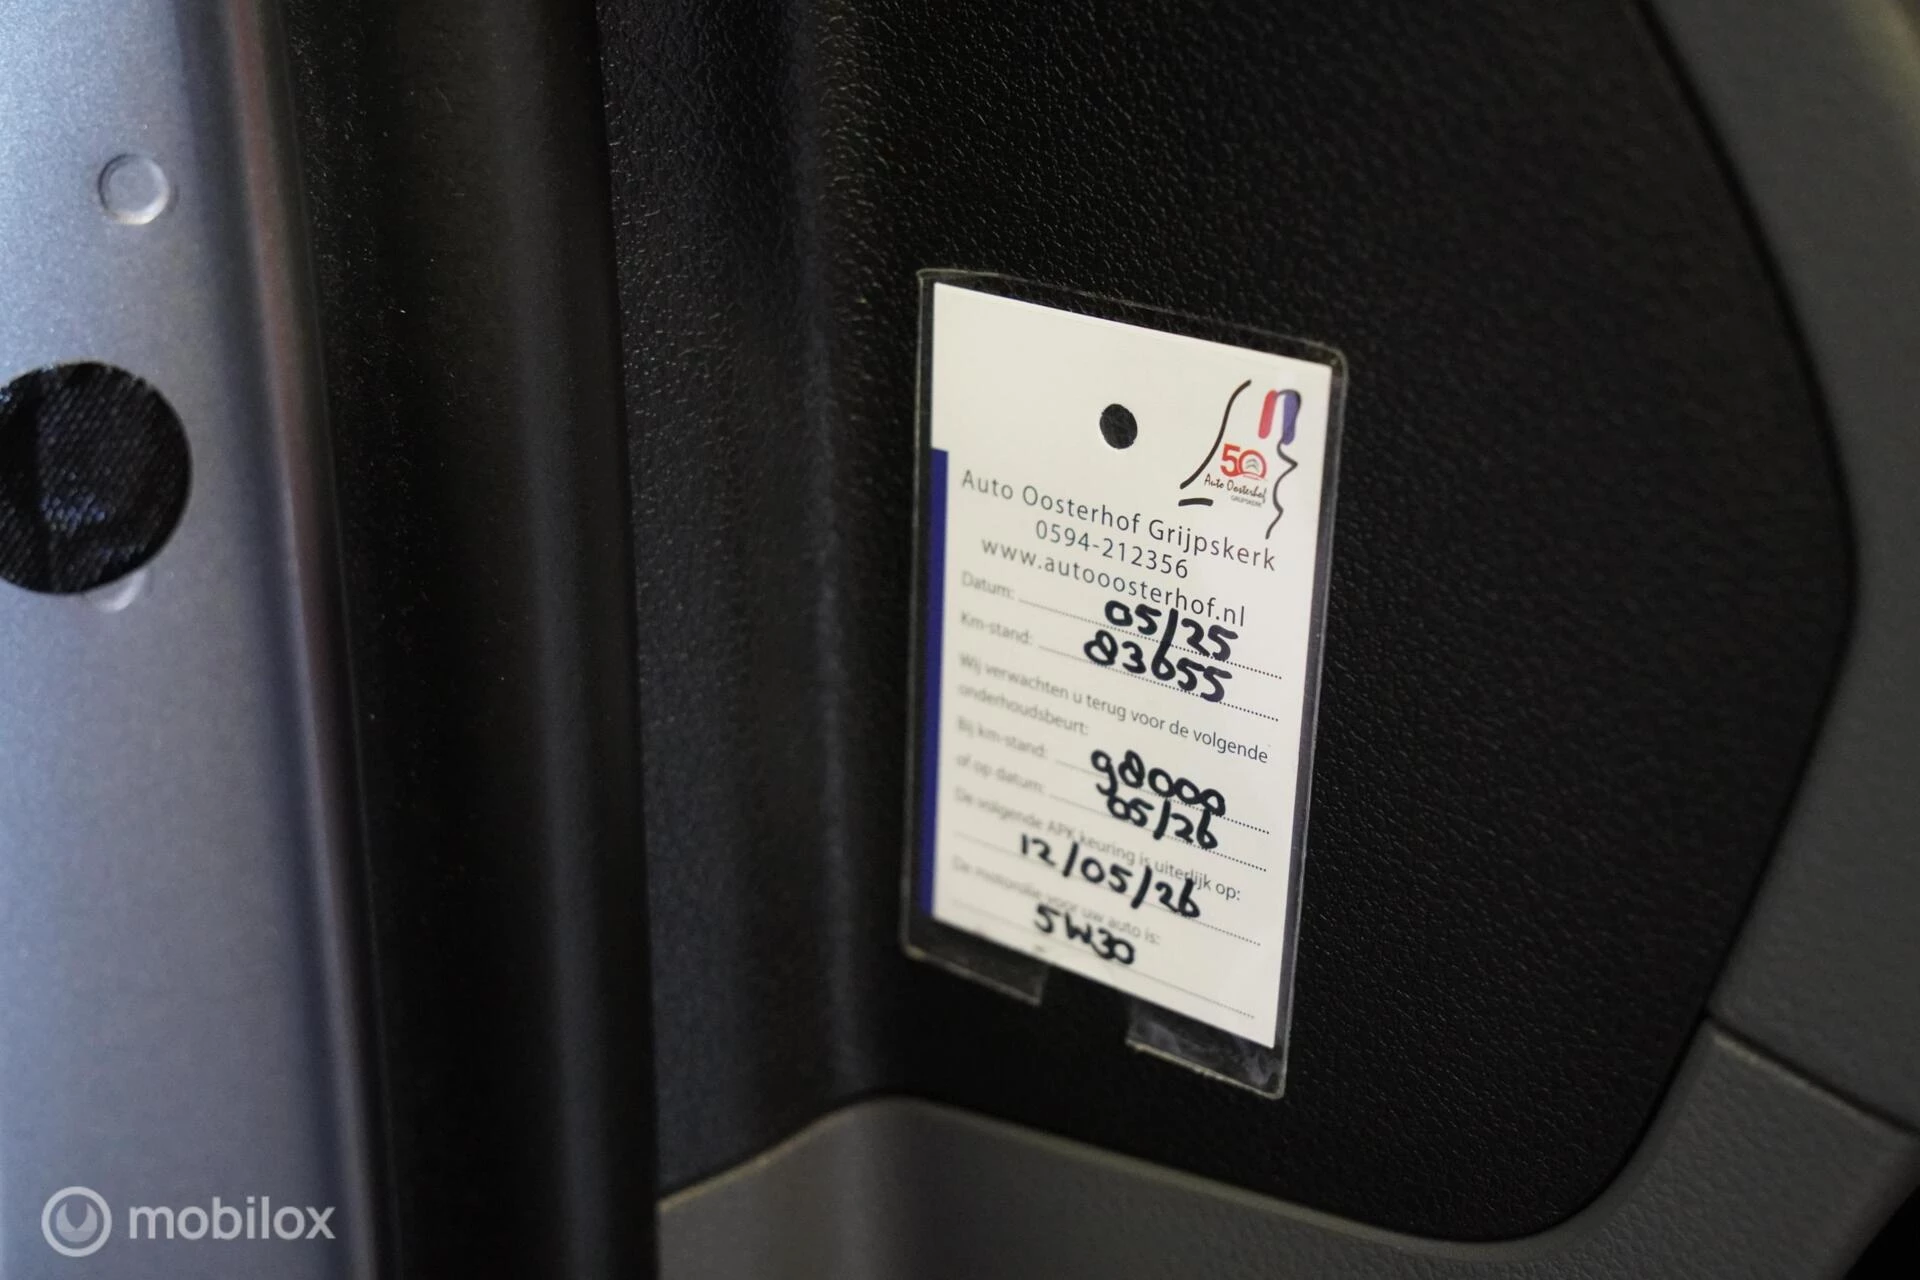 50
Auto Oosterhof
GRIJPSKERK
Auto Oosterhof Grijpskerk
0594-212356
www.autooosterhof.nl
Datum: 05/25
Km-stand: 83655
Wij verwachten u terug voor de volgende
onderhoudsbeurt:
Bij km-stand: 98000
of op datum: 05/26
De volgende APK keuring is uiterlijk op:
12/05/26
De motorolie voor uw auto is:
5W30
mobilox